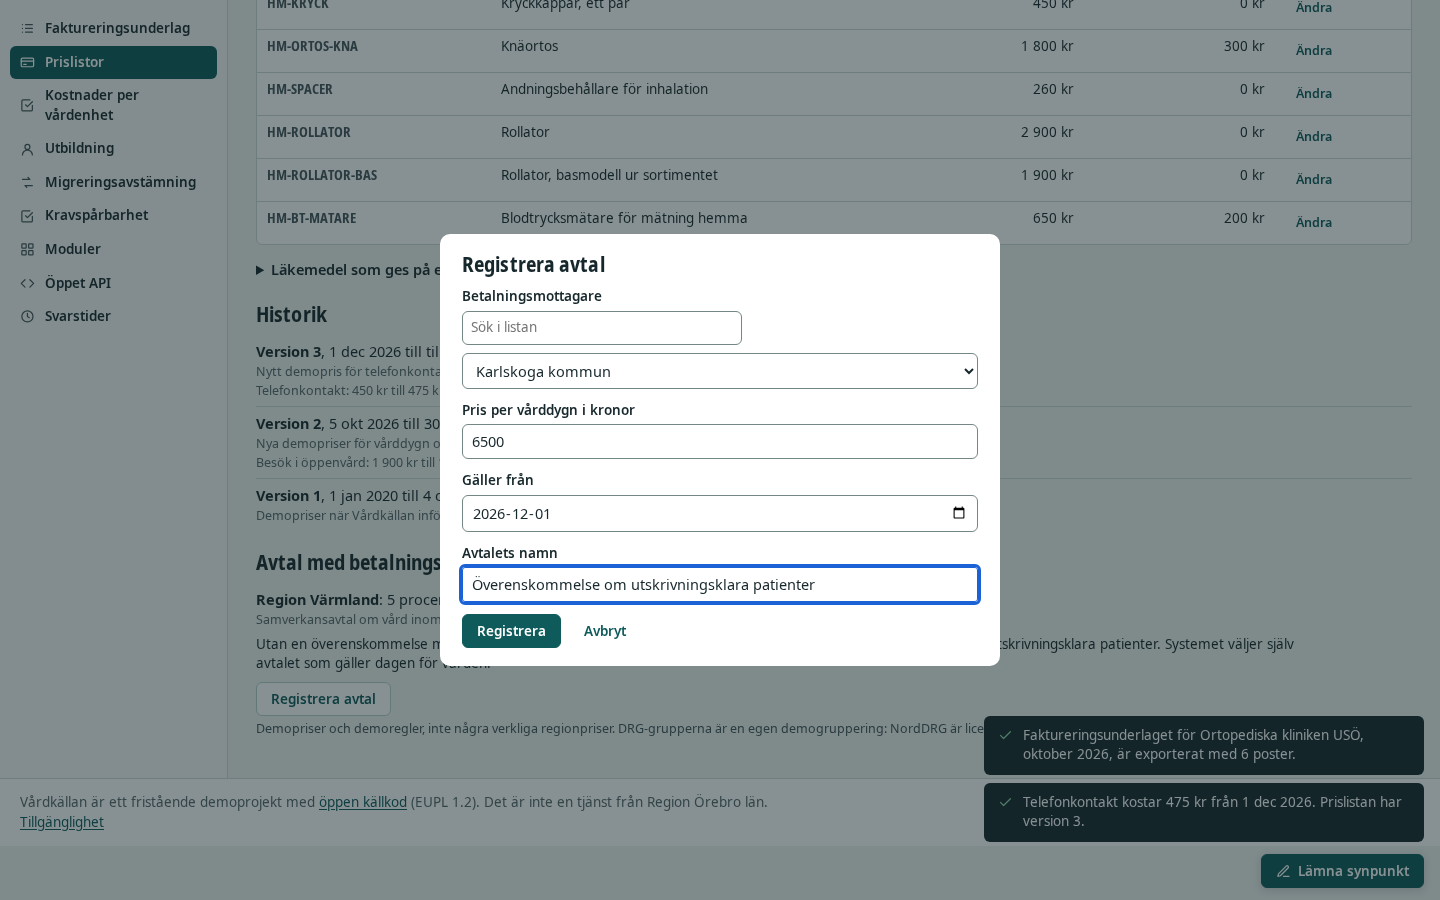 Faktureringsunderlag
Prislistor
Kostnader per
vårdenhet
Utbildning
Migreringsavstämning
Kravspårbarhet
Moduler
Öppet API
Svarstider
HM-KRYCK Kryckkäppar, ett par 450 kr 0 kr Ändra
HM-ORTOS-KNA Knäortos 1 800 kr 300 kr Ändra
HM-SPACER Andningsbehållare för inhalation 260 kr 0 kr Ändra
HM-ROLLATOR Rollator 2 900 kr 0 kr Ändra
HM-ROLLATOR-BAS Rollator, basmodell ur sortimentet 1 900 kr 0 kr Ändra
HM-BT-MATARE Blodtrycksmätare för mätning hemma 650 kr 200 kr Ändra
Läkemedel som ges på
Historik
Version 3, 1 dec 2026 till
Nytt demopris för
Telefonkontakt: 450 kr till 475
Version 2, 5 okt 2026 till 30
Nya demopriser för vårddygn
Besök i öppenvård: 1 900 kr till
Version 1, 1 jan 2020 till 4
Demopriser när Vårdkällan
Avtal med
Region Värmland: 5
Samverkansavtal om vård
Utan en överenskommelse utskrivningsklara patienter. Systemet väljer själv
avtalet som gäller dagen för vården.
Registrera avtal
Demopriser och demoregler, inte några verkliga regionpriser. DRG-grupperna är en egen demogruppering: NordDRG är
Registrera avtal
Betalningsmottagare
Sök i listan
Karlskoga kommun
Pris per vårddygn i kronor
6500
Gäller från
2026-12-01
Avtalets namn
Överenskommelse om utskrivningsklara patienter
Registrera Avbryt
Faktureringsunderlaget för Ortopediska kliniken USÖ,
oktober 2026, är exporterat med 6 poster.
Telefonkontakt kostar 475 kr från 1 dec 2026. Prislistan har
version 3.
Vårdkällan är ett fristående demoprojekt med öppen källkod (EUPL 1.2). Det är inte en tjänst från Region Örebro län.
Tillgänglighet
Lämna synpunkt